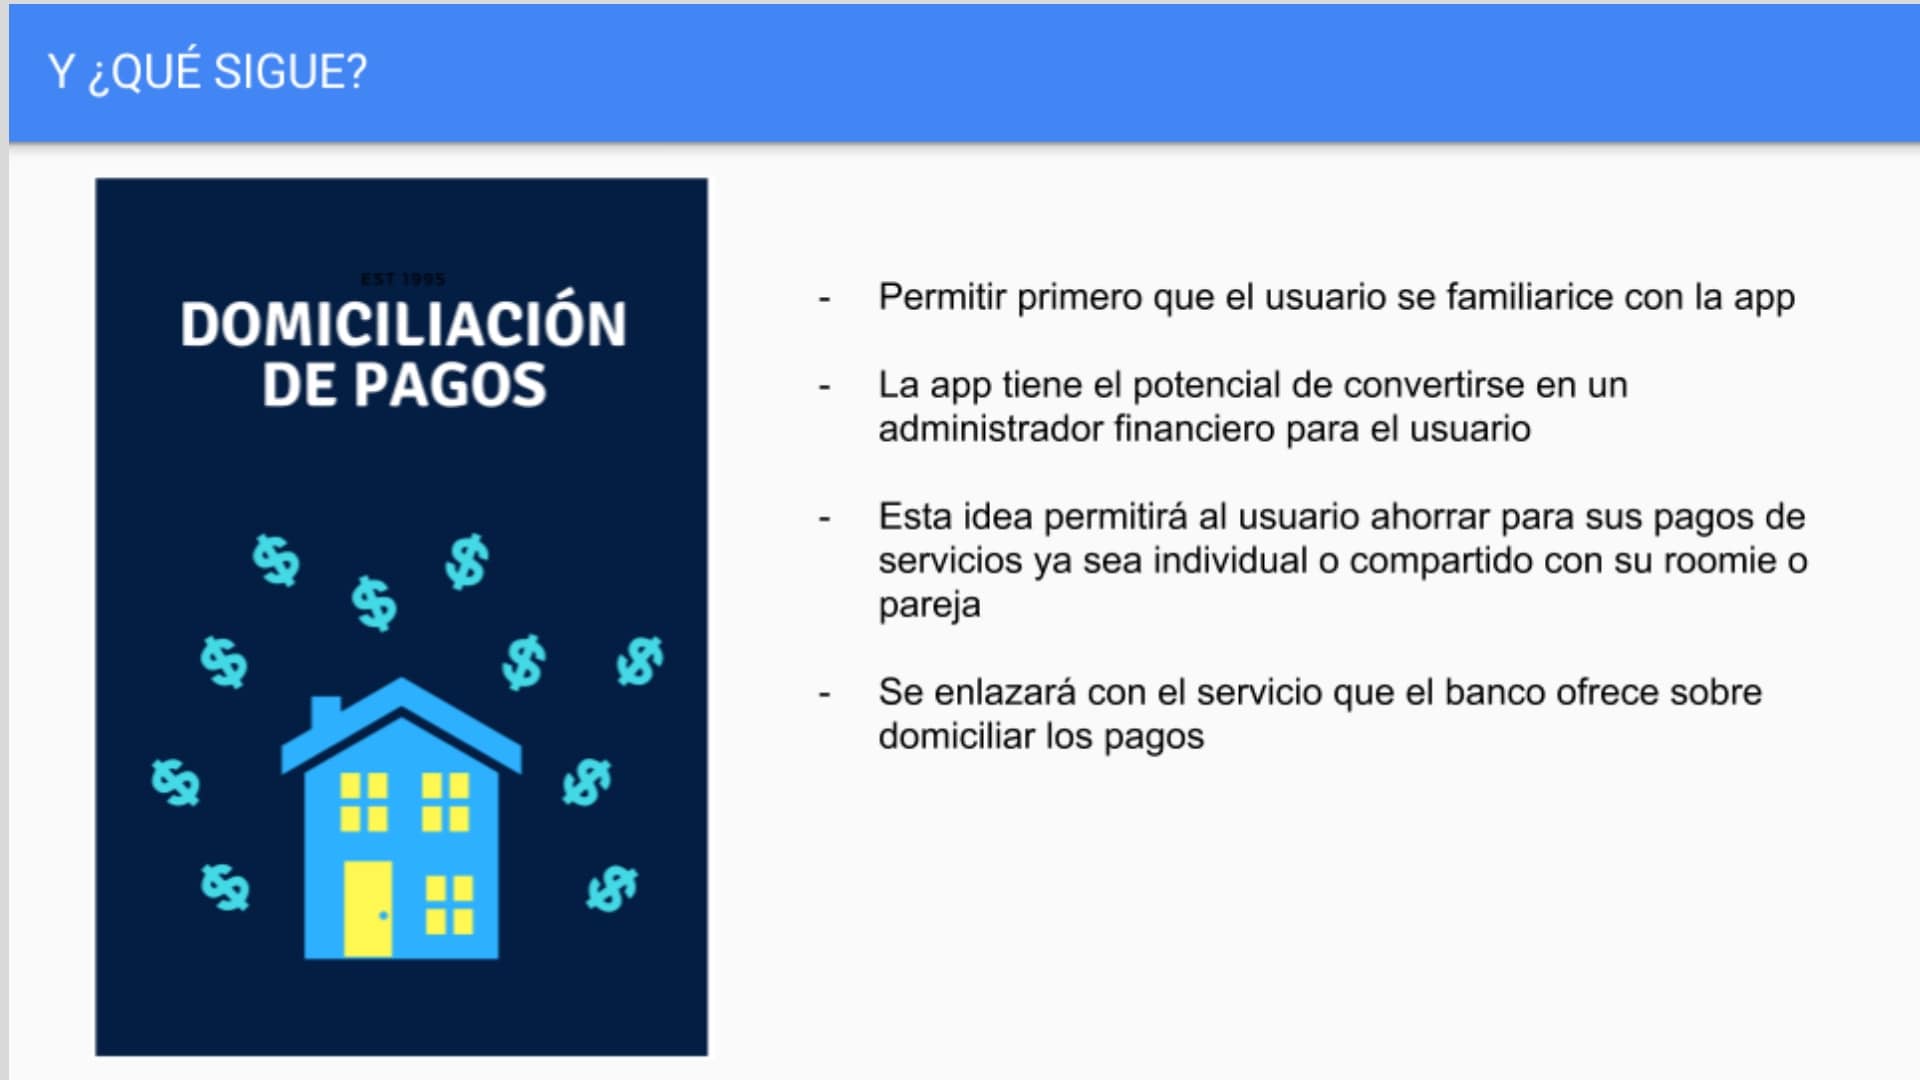 Y ¿QUÉ SIGUE?
EST 1995
DOMICILIACIÓN
DE PAGOS
- Permitir primero que el usuario se familiarice con la app
- La app tiene el potencial de convertirse en un
administrador financiero para el usuario
- Esta idea permitirá al usuario ahorrar para sus pagos de
servicios ya sea individual o compartido con su roomie o
pareja
- Se enlazará con el servicio que el banco ofrece sobre
domiciliar los pagos